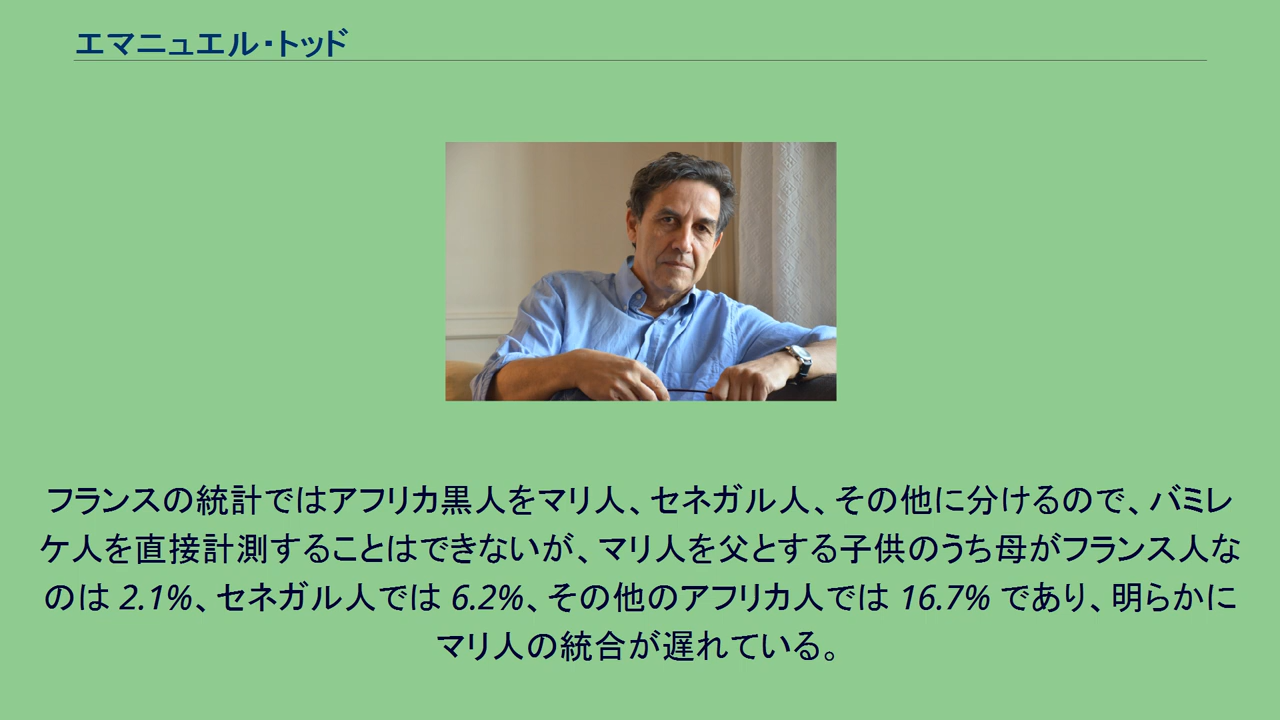 エマニュエル・トッド
フランスの統計ではアフリカ黒人をマリ人、セネガル人、その他に分けるので、バミレ
ケ人を直接計測することはできないが、マリ人を父とする子供のうち母がフランス人な
のは 2.1%、セネガル人では 6.2%、その他のアフリカ人では 16.7% であり、明らかに
マリ人の統合が遅れている。